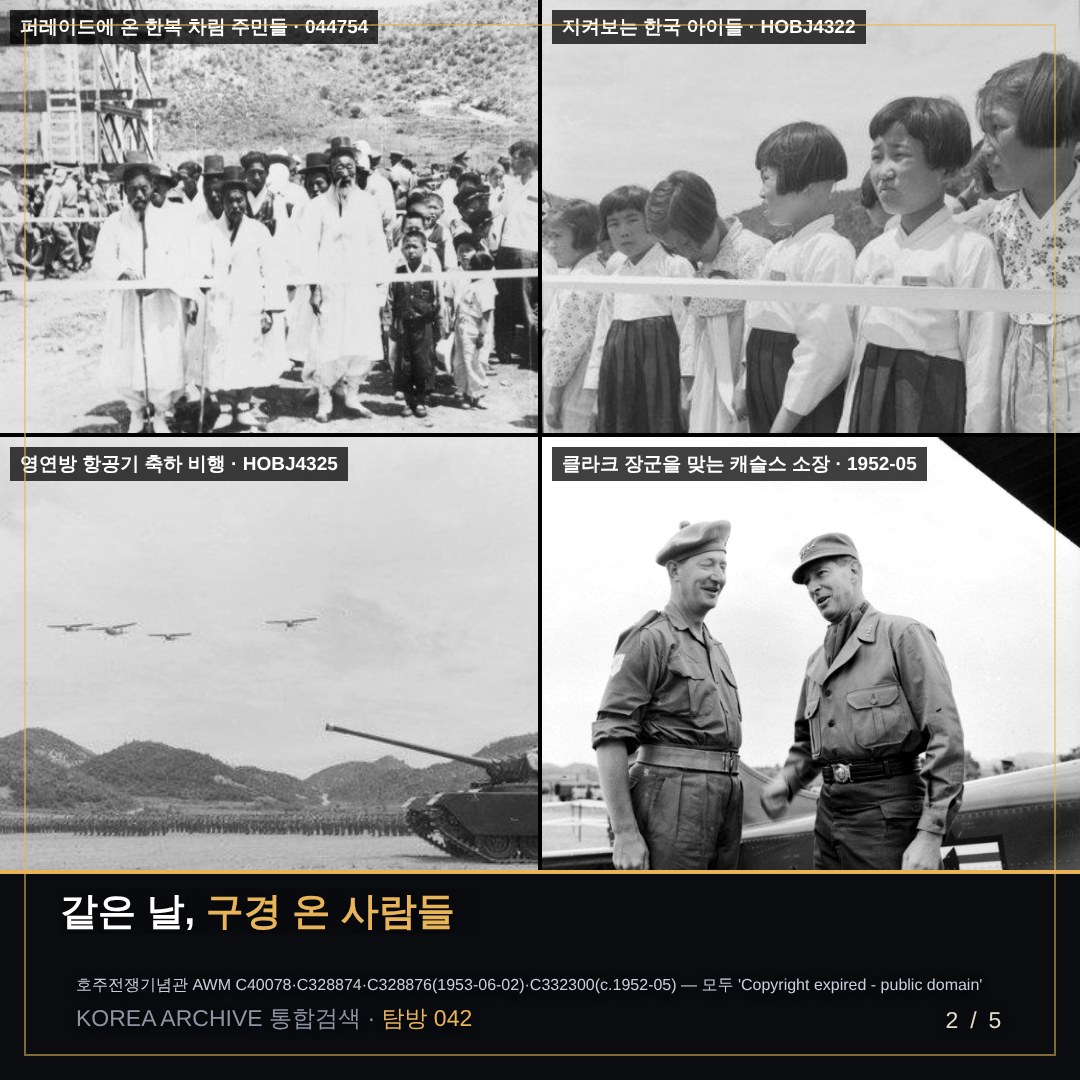 퍼레이드에 온 한복 차림 주민들 · 044754
지켜보는 한국 아이들 · HOBJ4322
영연방 항공기 축하 비행 · HOBJ4325
클라크 장군을 맞는 캐슬스 소장 · 1952-05
같은 날, 구경 온 사람들
호주전쟁기념관 AWM C40078·C328874·C328876(1953-06-02)·C332300(c.1952-05) — 모두 'Copyright expired - public domain'
KOREA ARCHIVE 통합검색 · 탐방 042
2 / 5